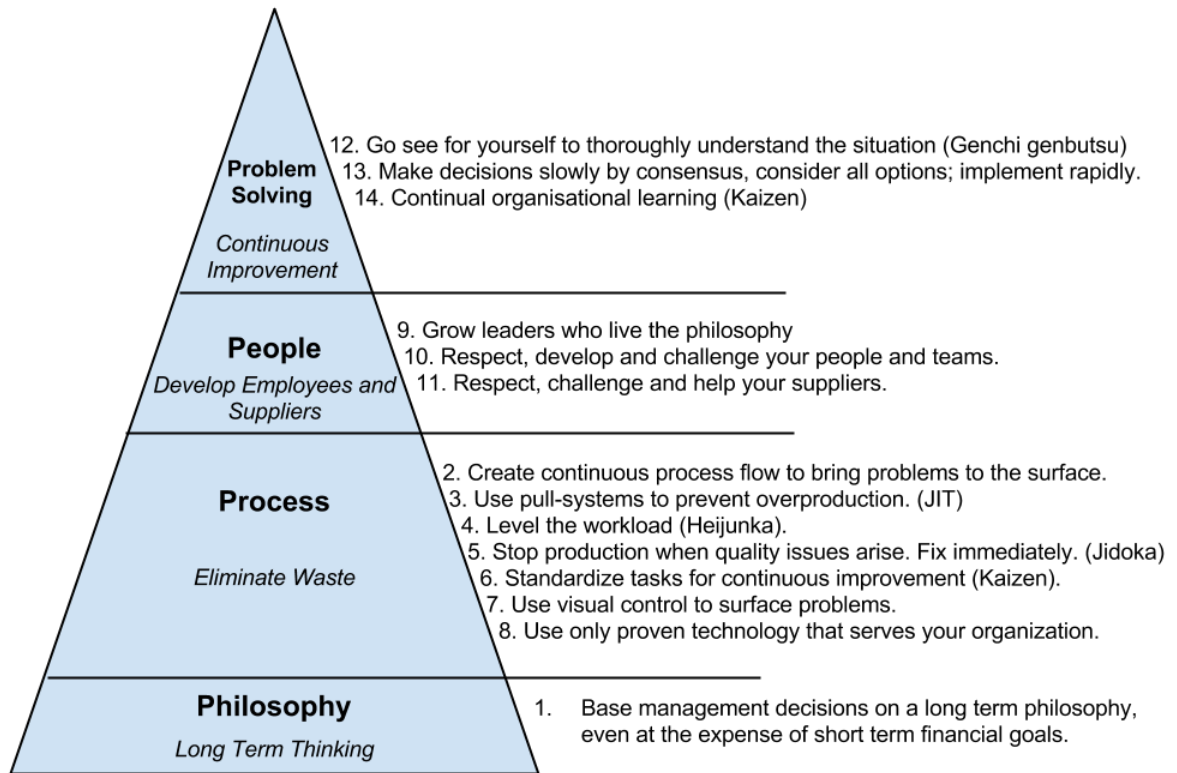 Problem
Solving
Continuous
Improvement
12. Go see for yourself to thoroughly understand the situation (Genchi genbutsu)
13. Make decisions slowly by consensus, consider all options; implement rapidly.
14. Continual organisational learning (Kaizen)
People
Develop Employees and
Suppliers
9. Grow leaders who live the philosophy
10. Respect, develop and challenge your people and teams.
11. Respect, challenge and help your suppliers.
Process
Eliminate Waste
2. Create continuous process flow to bring problems to the surface.
3. Use pull-systems to prevent overproduction. (JIT)
4. Level the workload (Heijunka).
5. Stop production when quality issues arise. Fix immediately. (Jidoka)
6. Standardize tasks for continuous improvement (Kaizen).
7. Use visual control to surface problems.
8. Use only proven technology that serves your organization.
Philosophy
Long Term Thinking
1. Base management decisions on a long term philosophy,
even at the expense of short term financial goals.